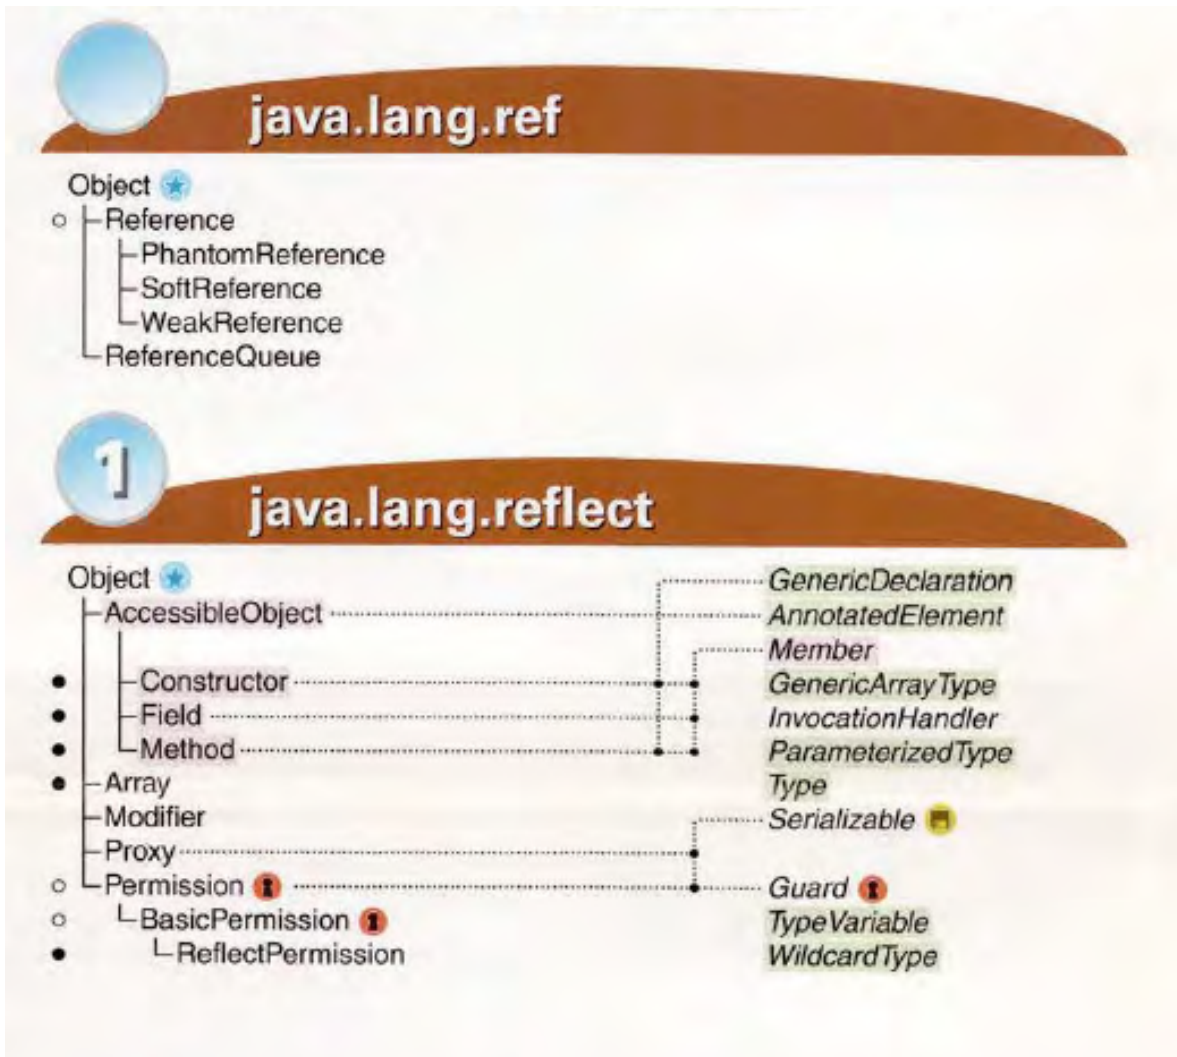 java.lang.ref
Object
Reference
PhantomReference
SoftReference
WeakReference
ReferenceQueue
1
java.lang.reflect
Object GenericDeclaration
AccessibleObject AnnotatedElement
Member
Constructor GenericArrayType
Field InvocationHandler
Method ParameterizedType
Array Type
Modifier Serializable
Proxy
Permission Guard
BasicPermission TypeVariable
ReflectPermission WildcardType